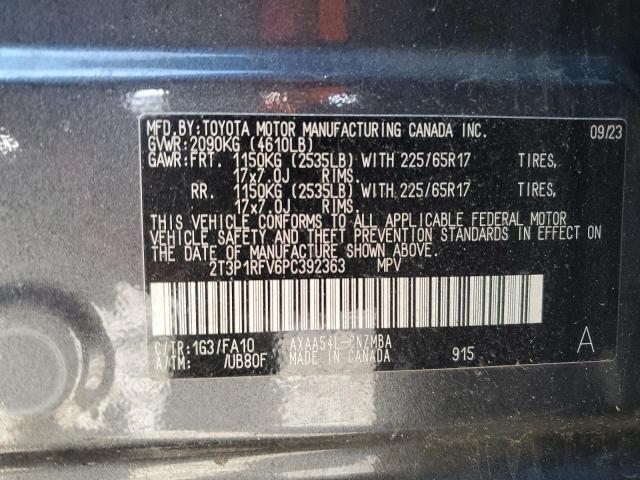 MFD.BY:TOYOTA MOTOR MANUFACTURING CANADA INC. 09/23
GVWR:2090KG (4610LB)
GAWR:FRT. 1150KG (2535LB) WITH 225/65R17 TIRES,
17x7.0J RIMS.
RR. 1150KG (2535LB) WITH 225/65R17 TIRES,
17x7.0J RIMS.
THIS VEHICLE CONFORMS TO ALL APPLICABLE FEDERAL MOTOR
VEHICLE SAFETY AND THEFT PREVENTION STANDARDS IN EFFECT ON
THE DATE OF MANUFACTURE SHOWN ABOVE.
2T3P1RFV6PC392363 MPV
C/TR:1G3/FA10 AXAA54L-ANZMBA A
A/TM: /UB80F MADE IN CANADA 915